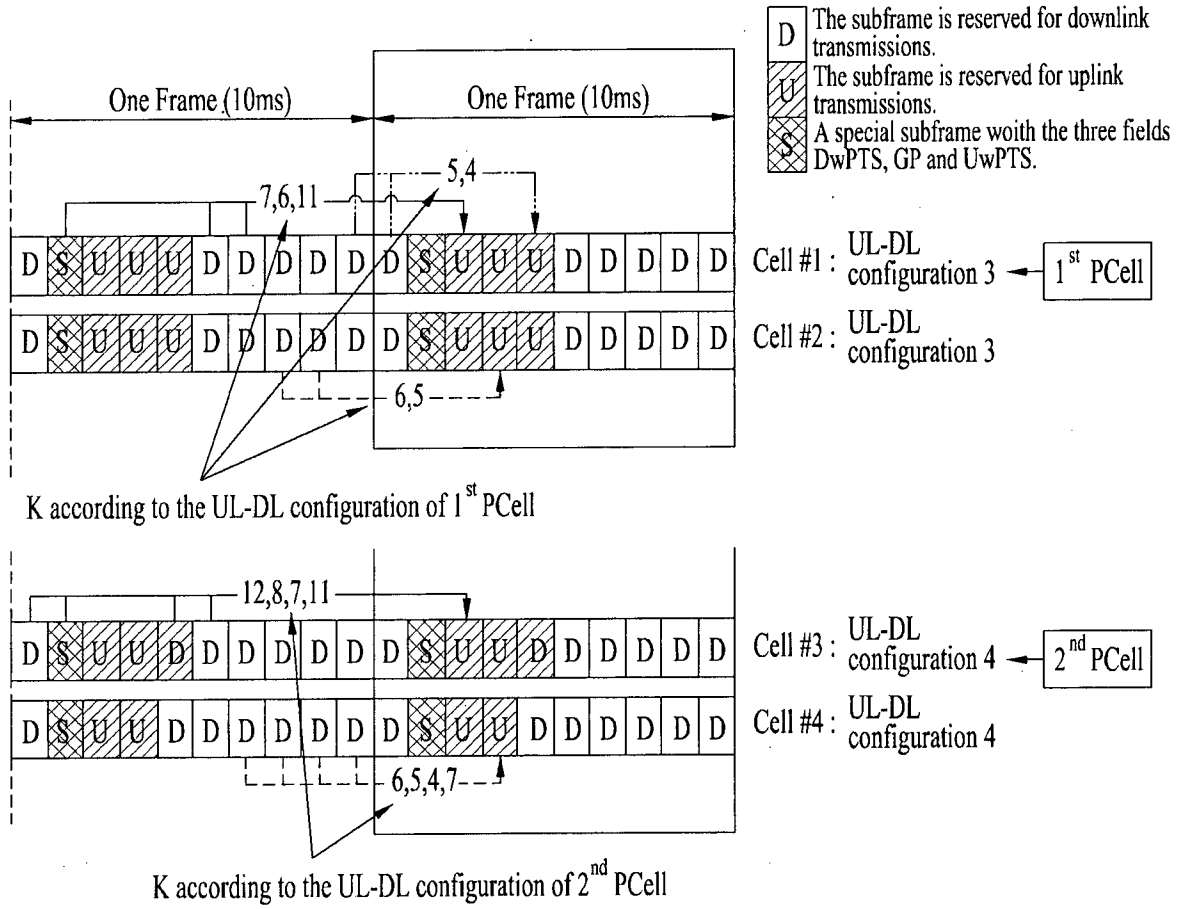 D The subframe is reserved for downlink
transmissions.
U The subframe is reserved for uplink
transmissions.
S A special subframe woith the three fields
DwPTS, GP and UwPTS.
One Frame (10ms) One Frame (10ms)
5,4
7,6,11
D S U U U D D D D D D S U U U D D D D D Cell #1 : UL-DL
configuration 3
1st PCell
D S U U U D D D D D D S U U U D D D D D Cell #2 : UL-DL
configuration 3
6,5
K according to the UL-DL configuration of 1st PCell
12,8,7,11
D S U U D D D D D D D S U U D D D D D D Cell #3 : UL-DL
configuration 4
2nd PCell
D S U U D D D D D D D S U U D D D D D D Cell #4 : UL-DL
configuration 4
6,5,4,7
K according to the UL-DL configuration of 2nd PCell